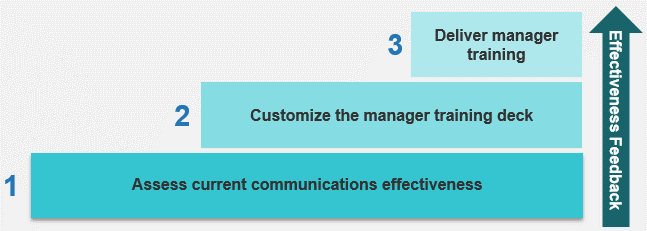 3
Deliver manager
training
2
Customize the manager training deck
1
Assess current communications effectiveness
Effectiveness Feedback